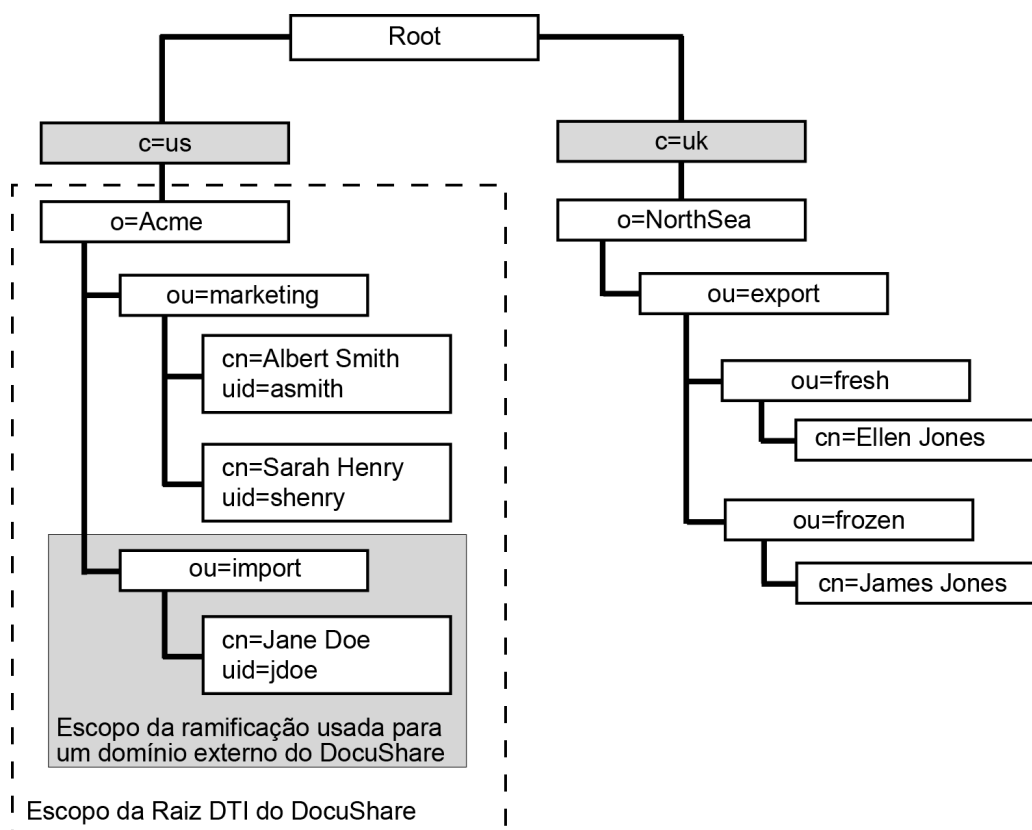 Root
c=us
o=Acme
ou=marketing
cn=Albert Smith
uid=asmith
cn=Sarah Henry
uid=shenry
ou=import
cn=Jane Doe
uid=jdoe
Escopo da ramificação usada para
um domínio externo do DocuShare
Escopo da Raiz DTI do DocuShare
c=uk
o=NorthSea
ou=export
ou=fresh
cn=Ellen Jones
ou=frozen
cn=James Jones